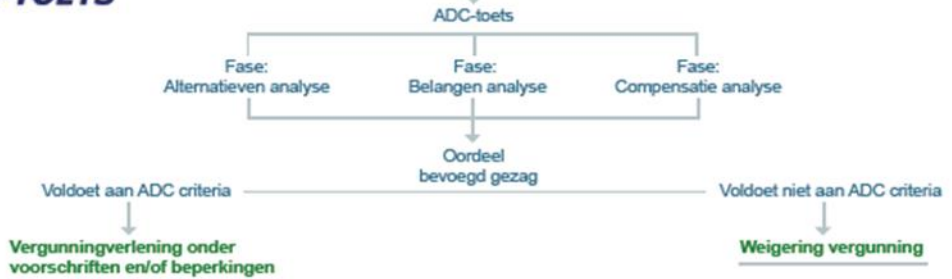 ADC-toets
Fase:
Alternatieven analyse
Fase:
Belangen analyse
Fase:
Compensatie analyse
Oordeel
bevoegd gezag
Voldoet aan ADC criteria
Voldoet niet aan ADC criteria
Vergunningverlening onder
voorschriften en/of beperkingen
Weigering vergunning